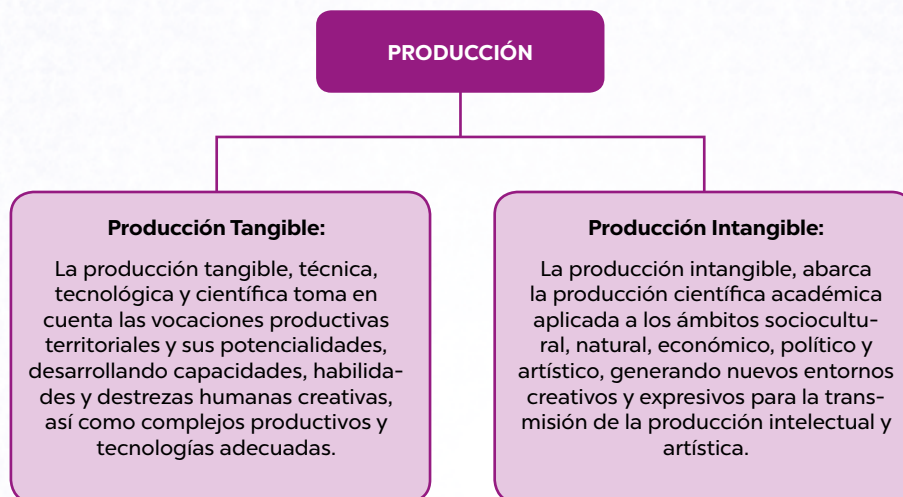 PRODUCCIÓN
Producción Tangible:
La producción tangible, técnica,
tecnológica y científica toma en
cuenta las vocaciones productivas
territoriales y sus potencialidades,
desarrollando capacidades, habilida-
des y destrezas humanas creativas,
así como complejos productivos y
tecnologías adecuadas.
Producción Intangible:
La producción intangible, abarca
la producción científica académica
aplicada a los ámbitos sociocultu-
ral, natural, económico, político y
artístico, generando nuevos entornos
creativos y expresivos para la trans-
misión de la producción intelectual y
artística.